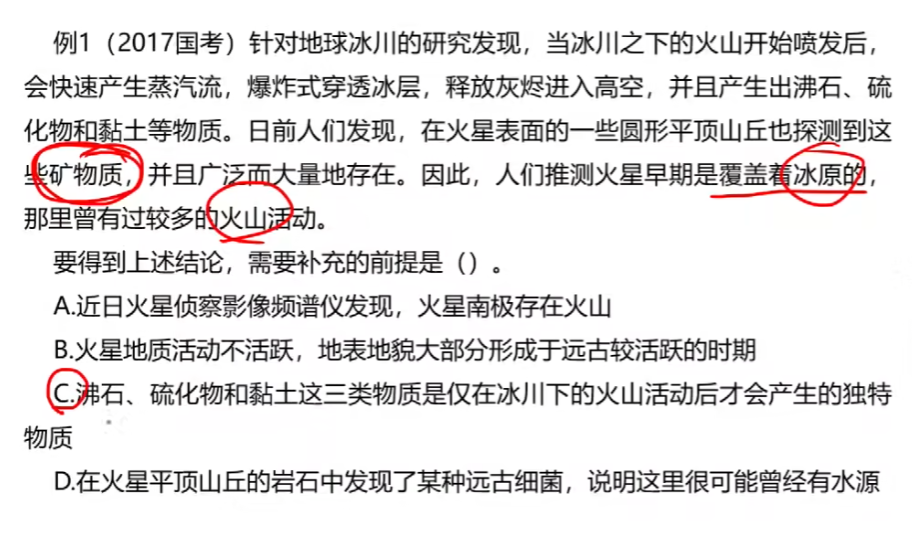 例1（2017国考）针对地球冰川的研究发现，当冰川之下的火山开始喷发后，
会快速产生蒸汽流，爆炸式穿透冰层，释放灰烬进入高空，并且产生出沸石、硫
化物和黏土等物质。日前人们发现，在火星表面的一些圆形平顶山丘也探测到这
些矿物质，并且广泛而大量地存在。因此，人们推测火星早期是覆盖着冰原的，
那里曾有过较多的火山活动。
要得到上述结论，需要补充的前提是（）。
A.近日火星侦察影像频谱仪发现，火星南极存在火山
B.火星地质活动不活跃，地表地貌大部分形成于远古较活跃的时期
C.沸石、硫化物和黏土这三类物质是仅在冰川下的火山活动后才会产生的独特
物质
D.在火星平顶山丘的岩石中发现了某种远古细菌，说明这里很可能曾经有水源